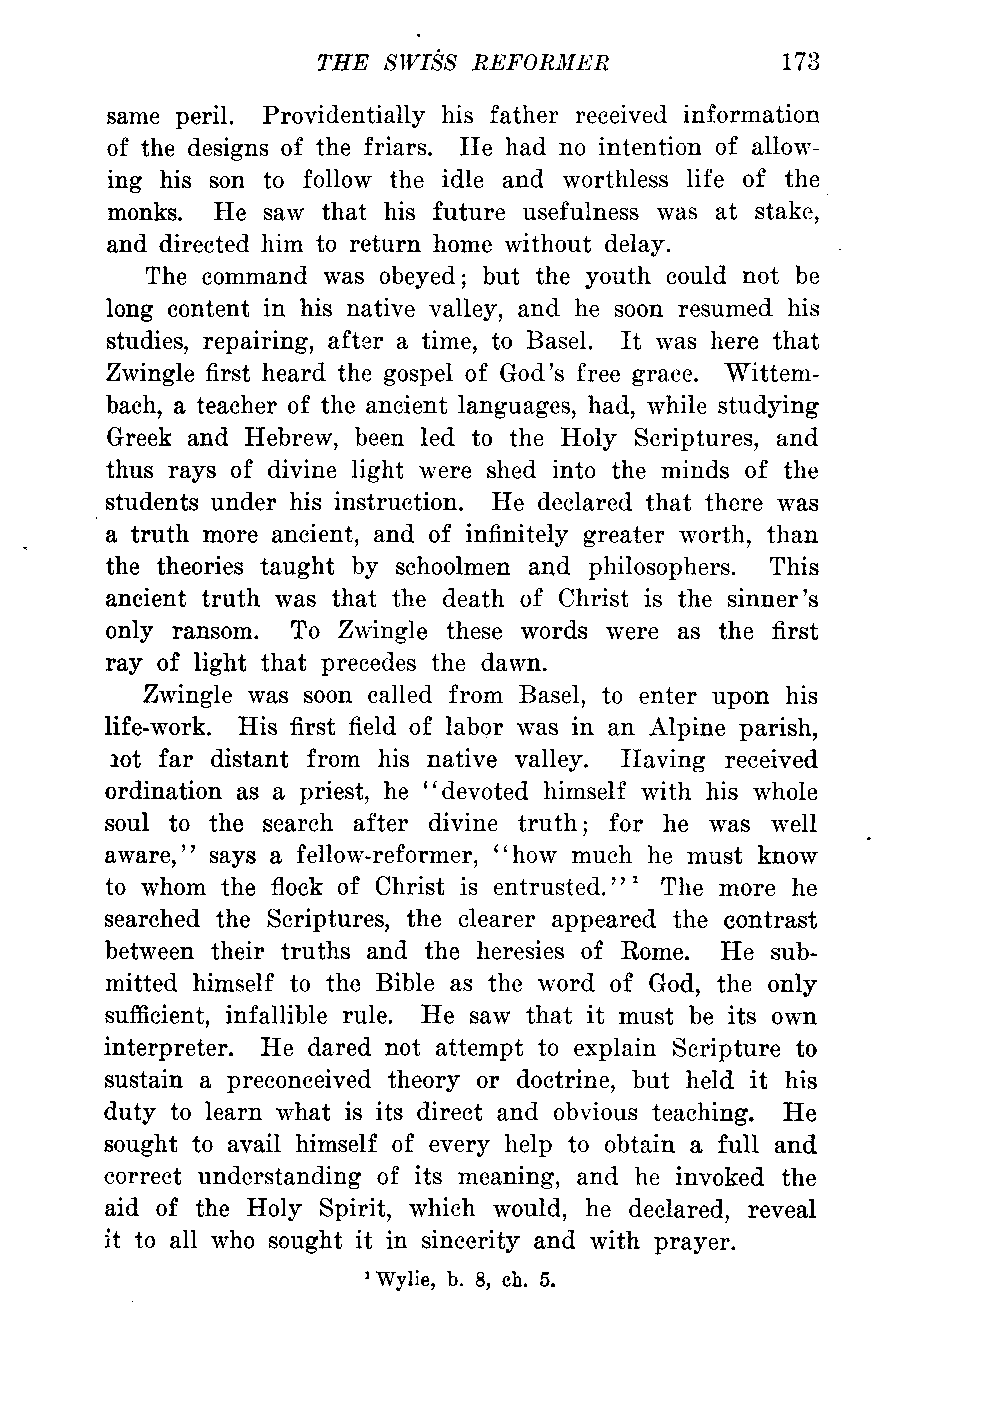 THE SWISS REFORMER 173
same peril. Providentially his father received information
of the designs of the friars. He had no intention of allow-
ing his son to follow the idle and worthless life of the
monks. He saw that his future usefulness was at stake,
and directed him to return home without delay.
The command was obeyed; but the youth could not be
long content in his native valley, and he soon resumed his
studies, repairing, after a time, to Basel. It was here that
Zwingle first heard the gospel of God's free grace. Wittem-
bach, a teacher of the ancient languages, had, while studying
Greek and Hebrew, been led to the Holy Scriptures, and
thus rays of divine light were shed into the minds of the
students under his instruction. He declared that there was
a truth more ancient, and of infinitely greater worth, than
the theories taught by schoolmen and philosophers. This
ancient truth was that the death of Christ is the sinner's
only ransom. To Zwingle these words were as the first
ray of light that precedes the dawn.
Zwingle was soon called from Basel, to enter upon his
life-work. His first field of labor was in an Alpine parish,
not far distant from his native valley. Having received
ordination as a priest, he "devoted himself with his whole
soul to the search after divine truth; for he was well
aware," says a fellow-reformer, "how much he must know
to whom the flock of Christ is entrusted."¹ The more he
searched the Scriptures, the clearer appeared the contrast
between their truths and the heresies of Rome. He sub-
mitted himself to the Bible as the word of God, the only
sufficient, infallible rule. He saw that it must be its own
interpreter. He dared not attempt to explain Scripture to
sustain a preconceived theory or doctrine, but held it his
duty to learn what is its direct and obvious teaching. He
sought to avail himself of every help to obtain a full and
correct understanding of its meaning, and he invoked the
aid of the Holy Spirit, which would, he declared, reveal
it to all who sought it in sincerity and with prayer.
¹ Wylie, b. 8, ch. 5.